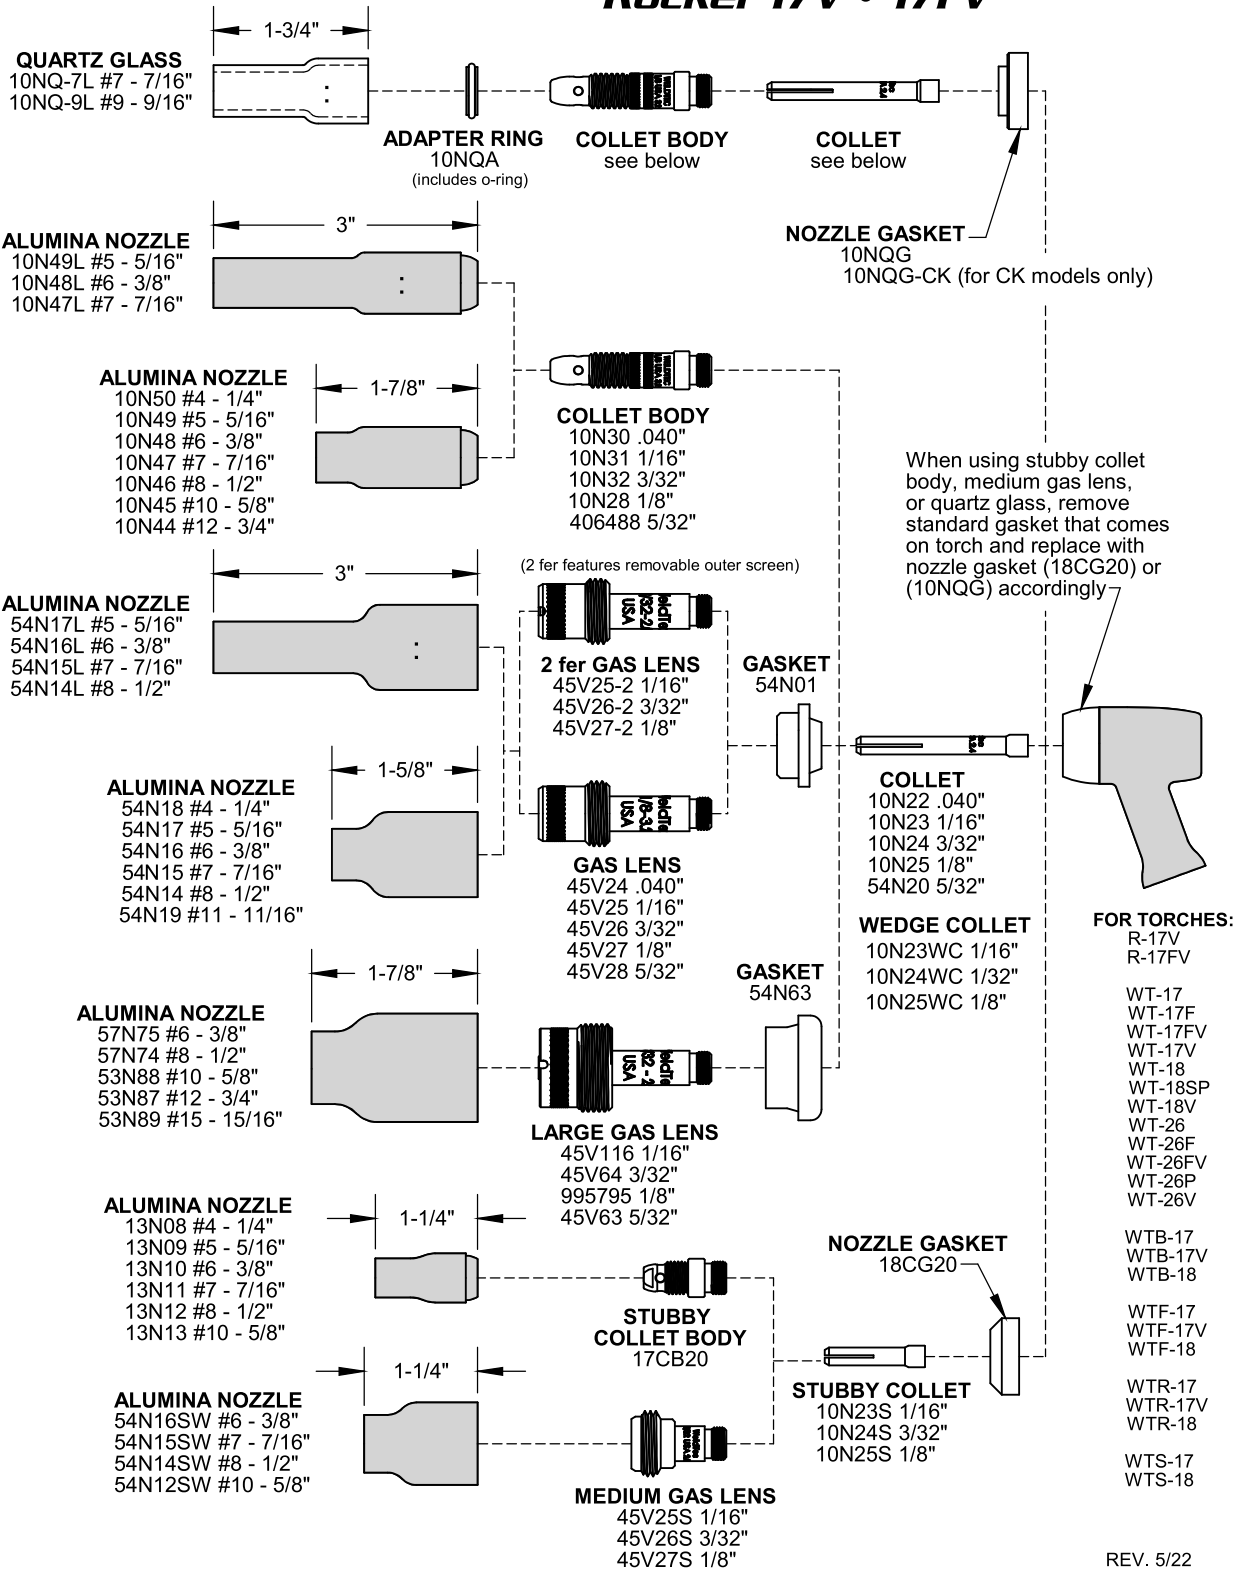 1-3/4"
QUARTZ GLASS
10NQ-7L #7 - 7/16"
10NQ-9L #9 - 9/16"
ADAPTER RING
10NQA
(includes o-ring)
COLLET BODY
see below
COLLET
see below
NOZZLE GASKET
10NQG
10NQG-CK (for CK models only)
3"
ALUMINA NOZZLE
10N49L #5 - 5/16"
10N48L #6 - 3/8"
10N47L #7 - 7/16"
1-7/8"
ALUMINA NOZZLE
10N50 #4 - 1/4"
10N49 #5 - 5/16"
10N48 #6 - 3/8"
10N47 #7 - 7/16"
10N46 #8 - 1/2"
10N45 #10 - 5/8"
10N44 #12 - 3/4"
COLLET BODY
10N30 .040"
10N31 1/16"
10N32 3/32"
10N28 1/8"
406488 5/32"
When using stubby collet
body, medium gas lens,
or quartz glass, remove
standard gasket that comes
on torch and replace with
nozzle gasket (18CG20) or
(10NQG) accordingly
3"
ALUMINA NOZZLE
54N17L #5 - 5/16"
54N16L #6 - 3/8"
54N15L #7 - 7/16"
54N14L #8 - 1/2"
(2 fer features removable outer screen)
USA
2 fer GAS LENS
45V25-2 1/16"
45V26-2 3/32"
45V27-2 1/8"
GASKET
54N01
1-5/8"
ALUMINA NOZZLE
54N18 #4 - 1/4"
54N17 #5 - 5/16"
54N16 #6 - 3/8"
54N15 #7 - 7/16"
54N14 #8 - 1/2"
54N19 #11 - 11/16"
USA
GAS LENS
45V24 .040"
45V25 1/16"
45V26 3/32"
45V27 1/8"
45V28 5/32"
COLLET
10N22 .040"
10N23 1/16"
10N24 3/32"
10N25 1/8"
54N20 5/32"
WEDGE COLLET
10N23WC 1/16"
10N24WC 1/32"
10N25WC 1/8"
1-7/8"
ALUMINA NOZZLE
57N75 #6 - 3/8"
57N74 #8 - 1/2"
53N88 #10 - 5/8"
53N87 #12 - 3/4"
53N89 #15 - 15/16"
USA
LARGE GAS LENS
45V116 1/16"
45V64 3/32"
995795 1/8"
45V63 5/32"
GASKET
54N63
FOR TORCHES:
R-17V
R-17FV
WT-17
WT-17F
WT-17FV
WT-17V
WT-18
WT-18SP
WT-18V
WT-26
WT-26F
WT-26FV
WT-26P
WT-26V
WTB-17
WTB-17V
WTB-18
WTF-17
WTF-17V
WTF-18
WTR-17
WTR-17V
WTR-18
WTS-17
WTS-18
1-1/4"
ALUMINA NOZZLE
13N08 #4 - 1/4"
13N09 #5 - 5/16"
13N10 #6 - 3/8"
13N11 #7 - 7/16"
13N12 #8 - 1/2"
13N13 #10 - 5/8"
STUBBY
COLLET BODY
17CB20
NOZZLE GASKET
18CG20
1-1/4"
ALUMINA NOZZLE
54N16SW #6 - 3/8"
54N15SW #7 - 7/16"
54N14SW #8 - 1/2"
54N12SW #10 - 5/8"
STUBBY COLLET
10N23S 1/16"
10N24S 3/32"
10N25S 1/8"
MEDIUM GAS LENS
45V25S 1/16"
45V26S 3/32"
45V27S 1/8"
REV. 5/22